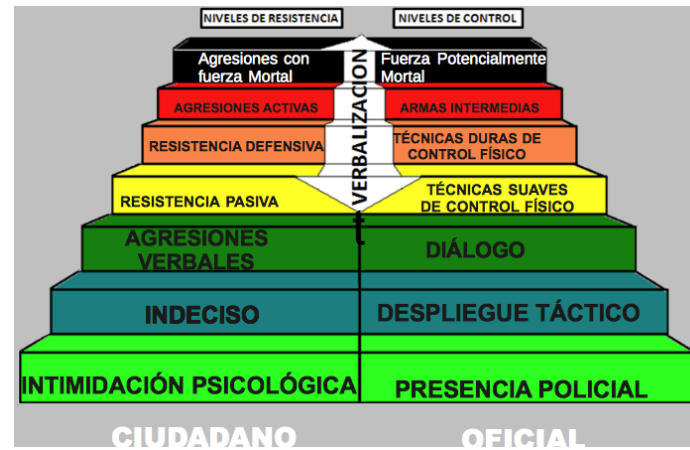 NIVELES DE RESISTENCIA
NIVELES DE CONTROL
Agresiones con
fuerza Mortal
Fuerza Potencialmente
Mortal
AGRESIONES ACTIVAS
ARMAS INTERMEDIAS
RESISTENCIA DEFENSIVA
TÉCNICAS DURAS DE
CONTROL FÍSICO
RESISTENCIA PASIVA
TÉCNICAS SUAVES
DE CONTROL FÍSICO
VERBALIZACION
t
AGRESIONES
VERBALES
DIÁLOGO
INDECISO
DESPLIEGUE TÁCTICO
INTIMIDACIÓN PSICOLÓGICA
PRESENCIA POLICIAL
CIUDADANO
OFICIAL